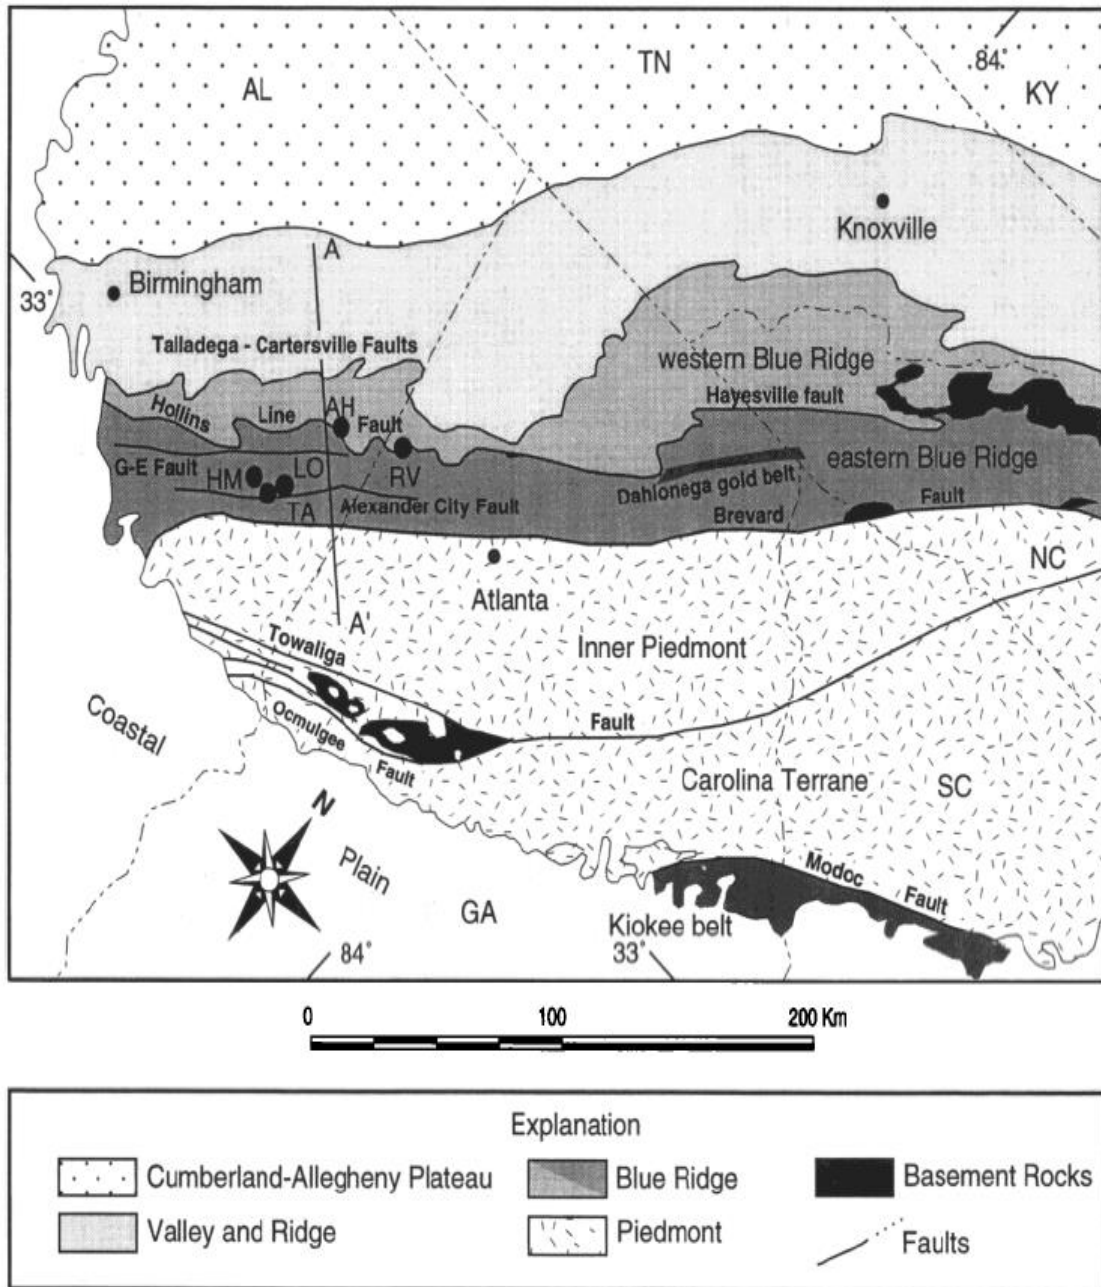 TN
84°
AL
KY
Knoxville
A
33°
Birmingham
Talladega - Cartersville Faults
western Blue Ridge
Hayesville fault
Hollins Line Fault
AH
G-E Fault
LO
HM
RV
eastern Blue Ridge
Dahlonega gold belt
TA
Alexander City Fault
Brevard Fault
NC
Atlanta
A'
Towaliga Fault
Inner Piedmont
Ocmulgee Fault
Coastal Plain
Carolina Terrane
SC
N
Modoc Fault
GA
Kiokee belt
84°
33°
0 100 200 Km
Explanation
Cumberland-Allegheny Plateau
Blue Ridge
Basement Rocks
Valley and Ridge
Piedmont
Faults